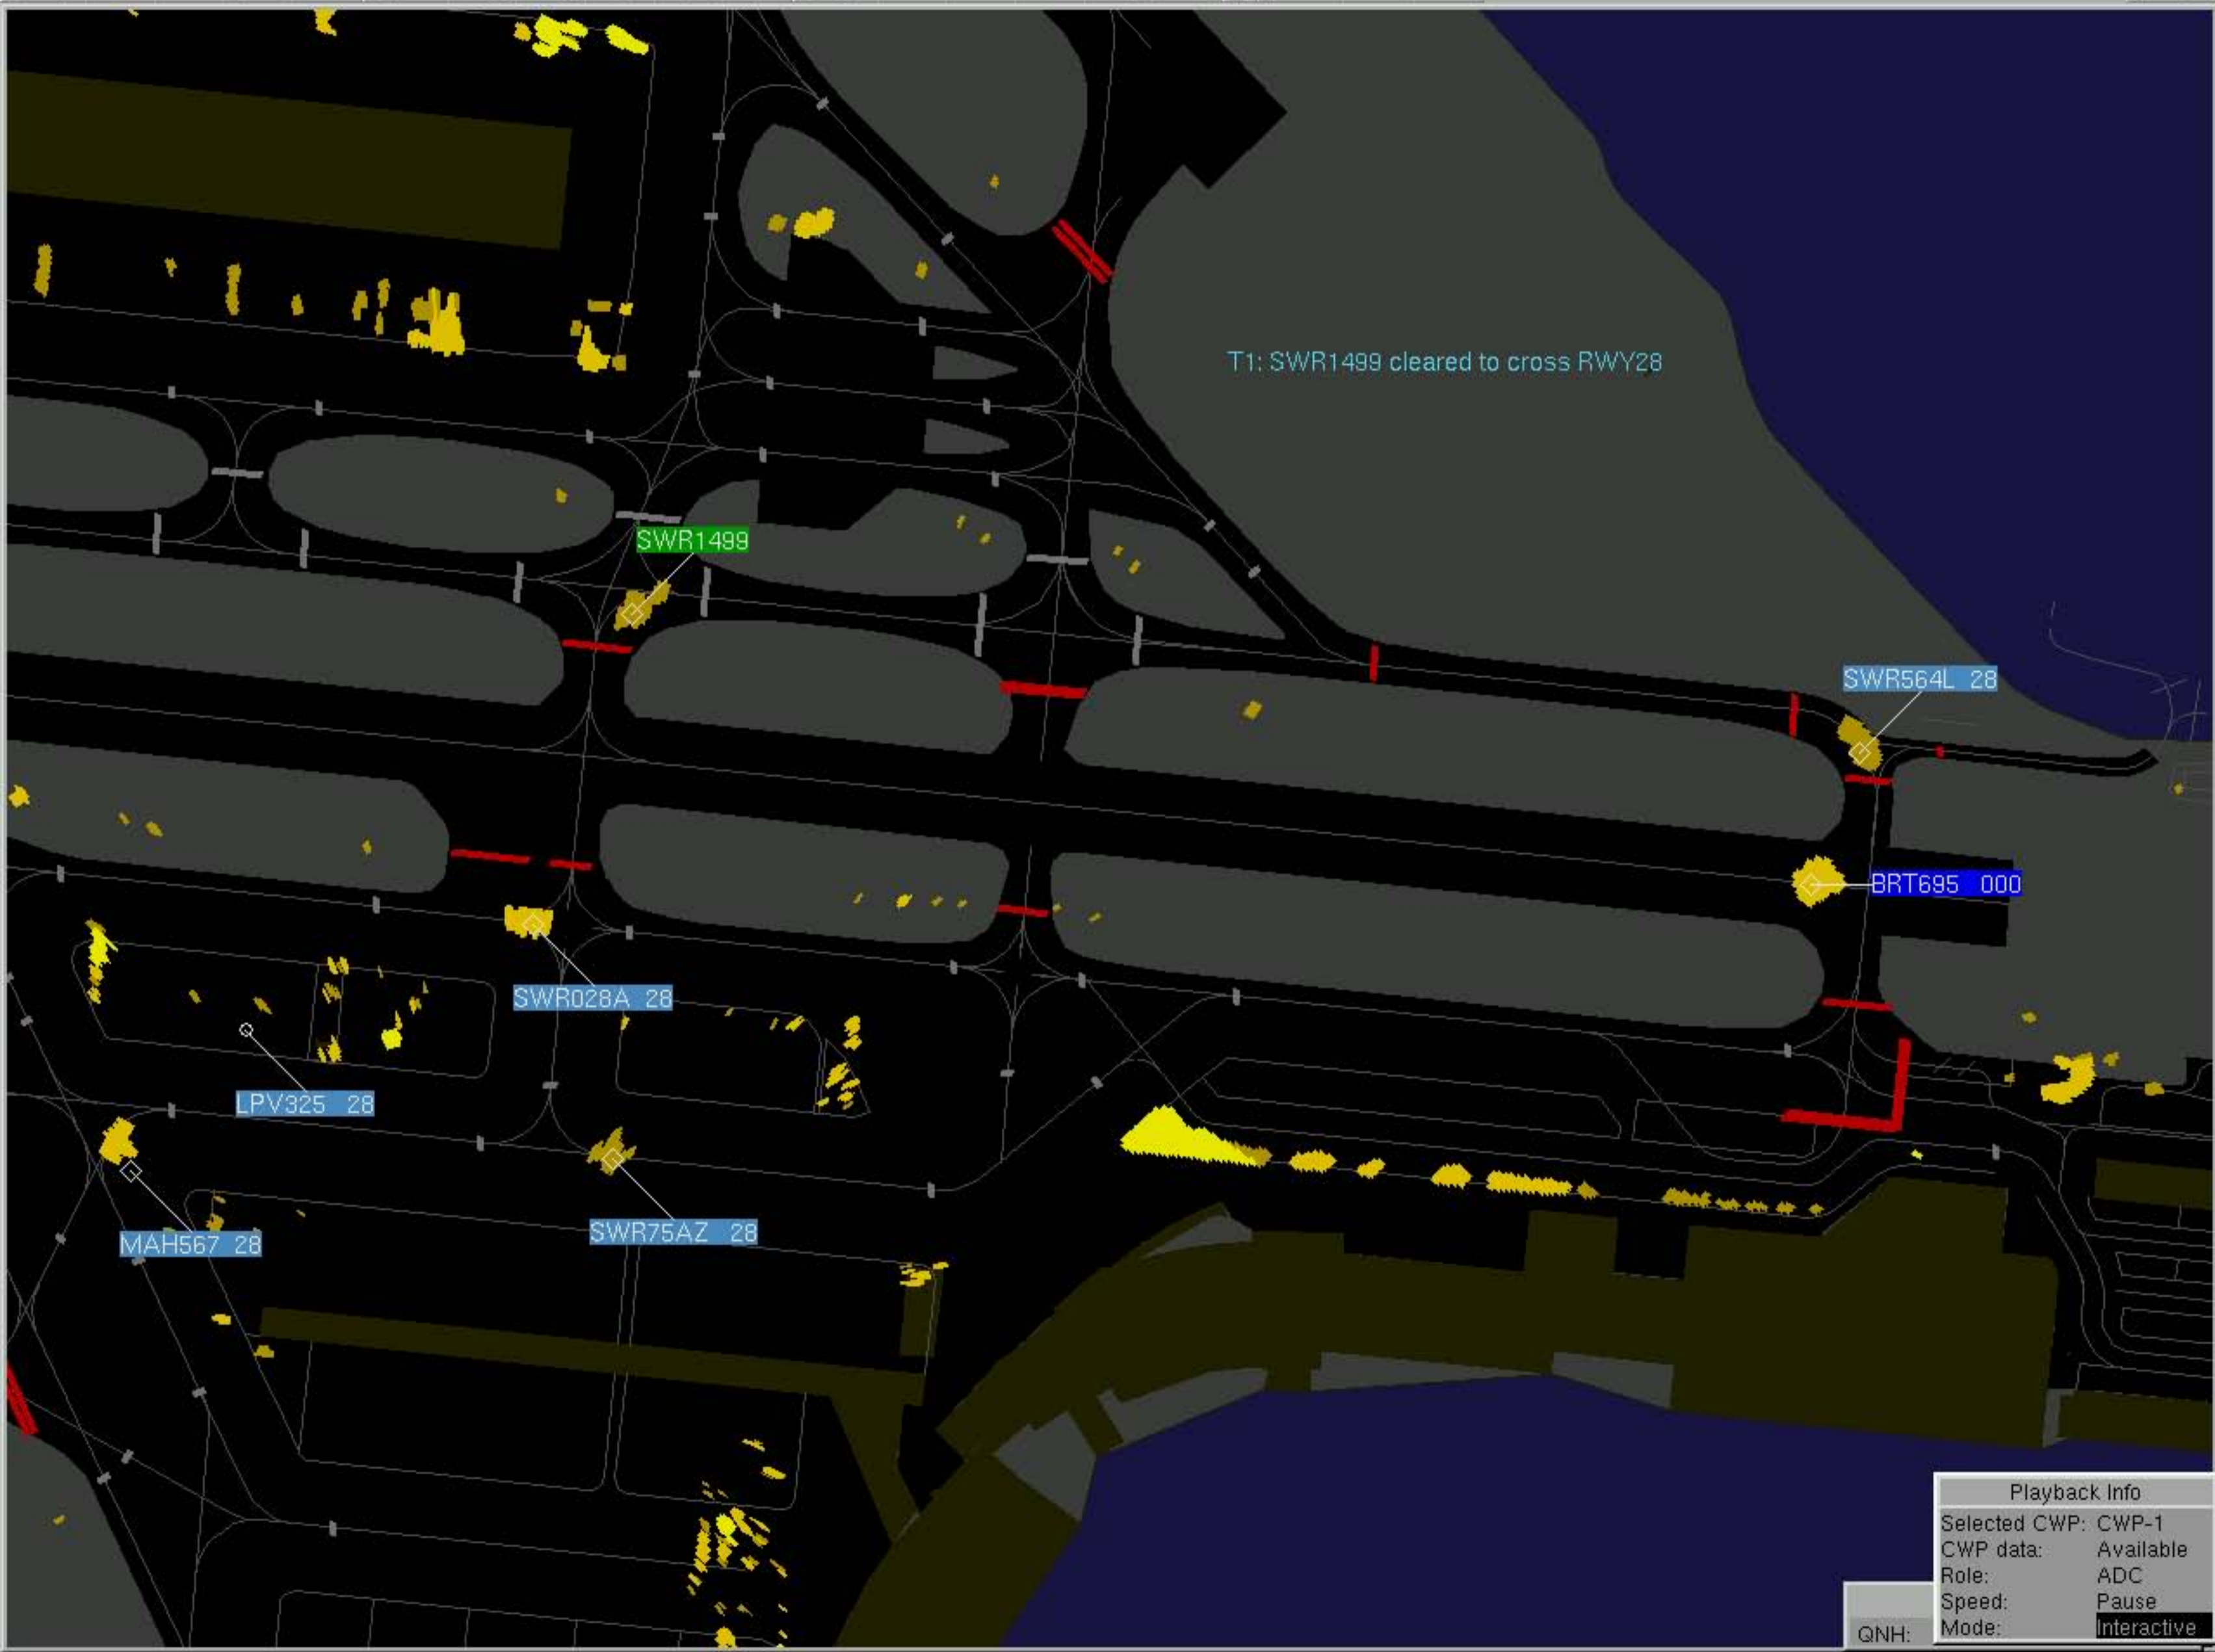 T1: SWR1499 cleared to cross RWY28
SWR1499
SWR564L 28
BRT695 000
SWR028A 28
LPV325 28
MAH567 28
SWR75AZ 28
Playback Info
Selected CWP: CWP-1
CWP data: Available
Role: ADC
Speed: Pause
Mode: Interactive
QNH: